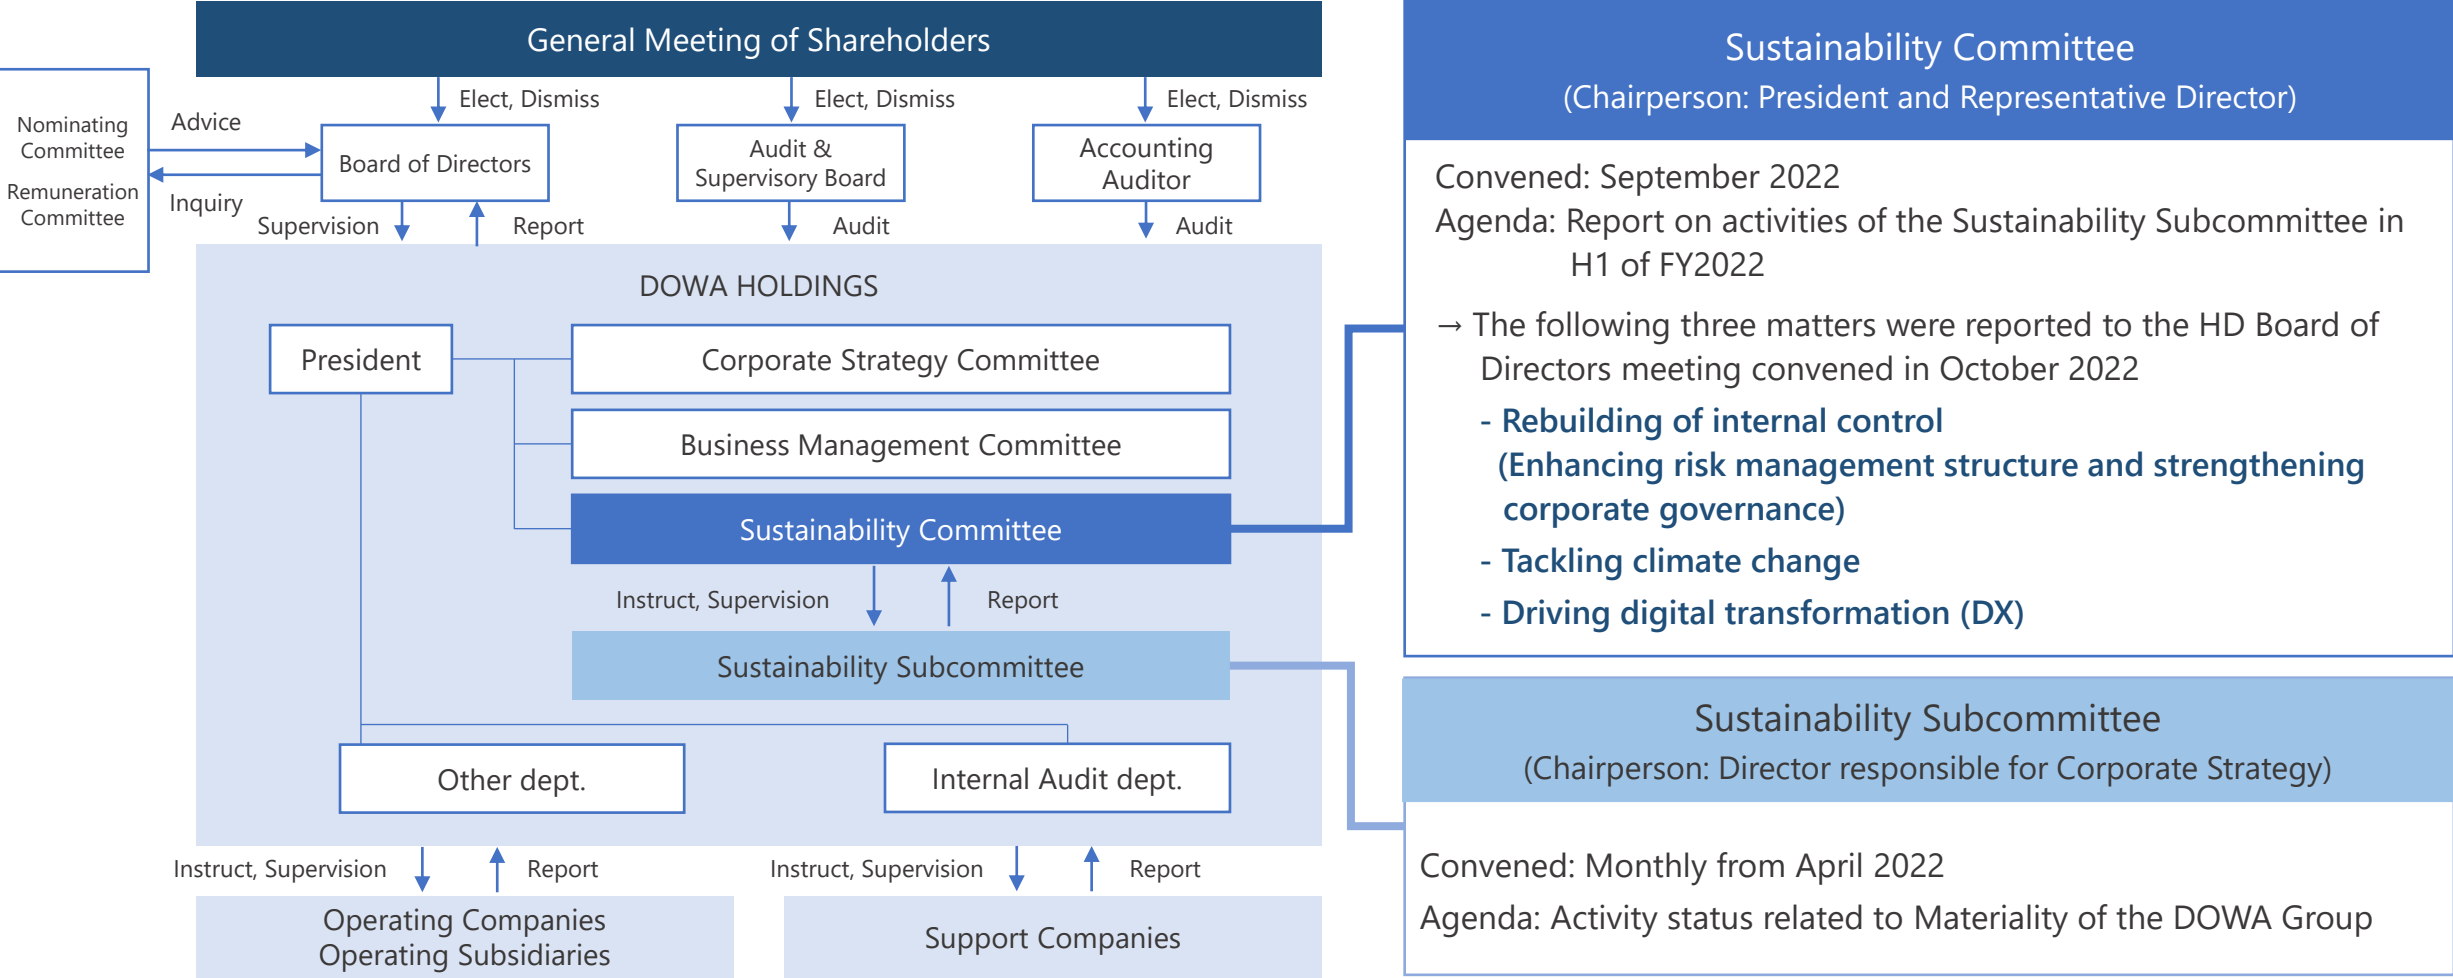 General Meeting of Shareholders
Elect, Dismiss
Elect, Dismiss
Elect, Dismiss
Nominating
Committee
Remuneration
Committee
Advice
Inquiry
Board of Directors
Audit &
Supervisory Board
Accounting
Auditor
Supervision
Report
Audit
Audit
DOWA HOLDINGS
President
Corporate Strategy Committee
Business Management Committee
Sustainability Committee
Instruct, Supervision
Report
Sustainability Subcommittee
Other dept.
Internal Audit dept.
Instruct, Supervision
Report
Instruct, Supervision
Report
Operating Companies
Operating Subsidiaries
Support Companies
Sustainability Committee
(Chairperson: President and Representative Director)
Convened: September 2022
Agenda: Report on activities of the Sustainability Subcommittee in
H1 of FY2022
→ The following three matters were reported to the HD Board of
Directors meeting convened in October 2022
- Rebuilding of internal control
(Enhancing risk management structure and strengthening
corporate governance)
- Tackling climate change
- Driving digital transformation (DX)
Sustainability Subcommittee
(Chairperson: Director responsible for Corporate Strategy)
Convened: Monthly from April 2022
Agenda: Activity status related to Materiality of the DOWA Group